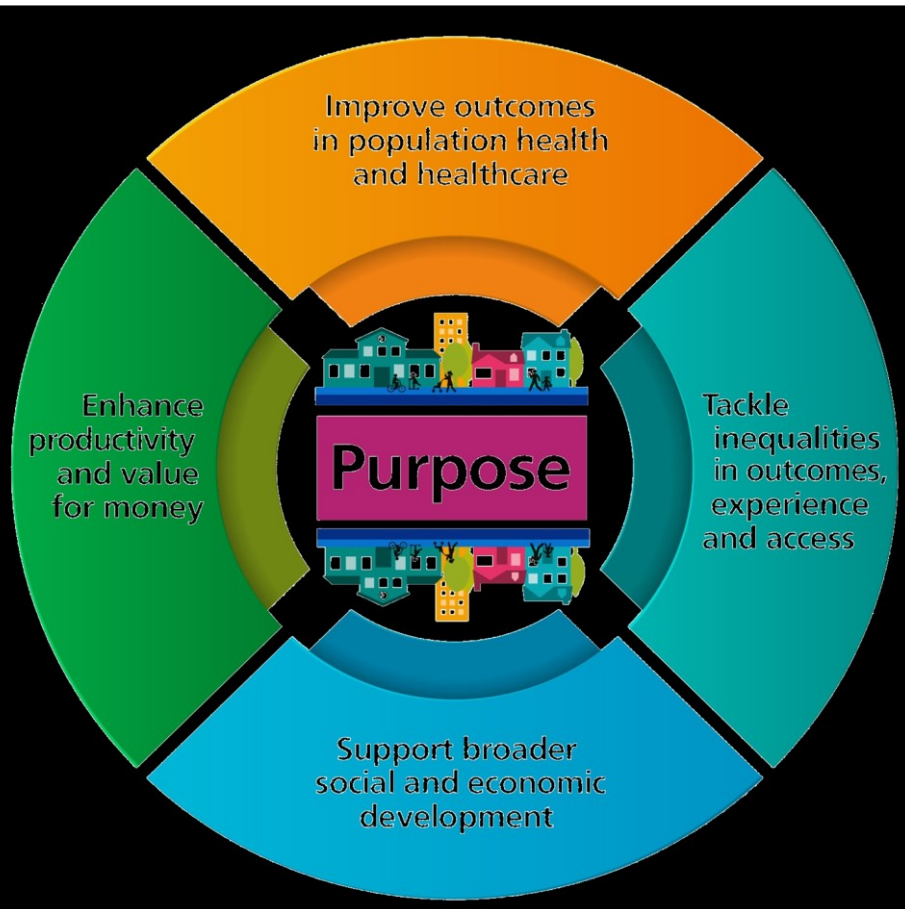 Improve outcomes
in population health
and healthcare
Enhance
productivity
and value
for money
Purpose
Tackle
inequalities
in outcomes,
experience
and access
Support broader
social and economic
development